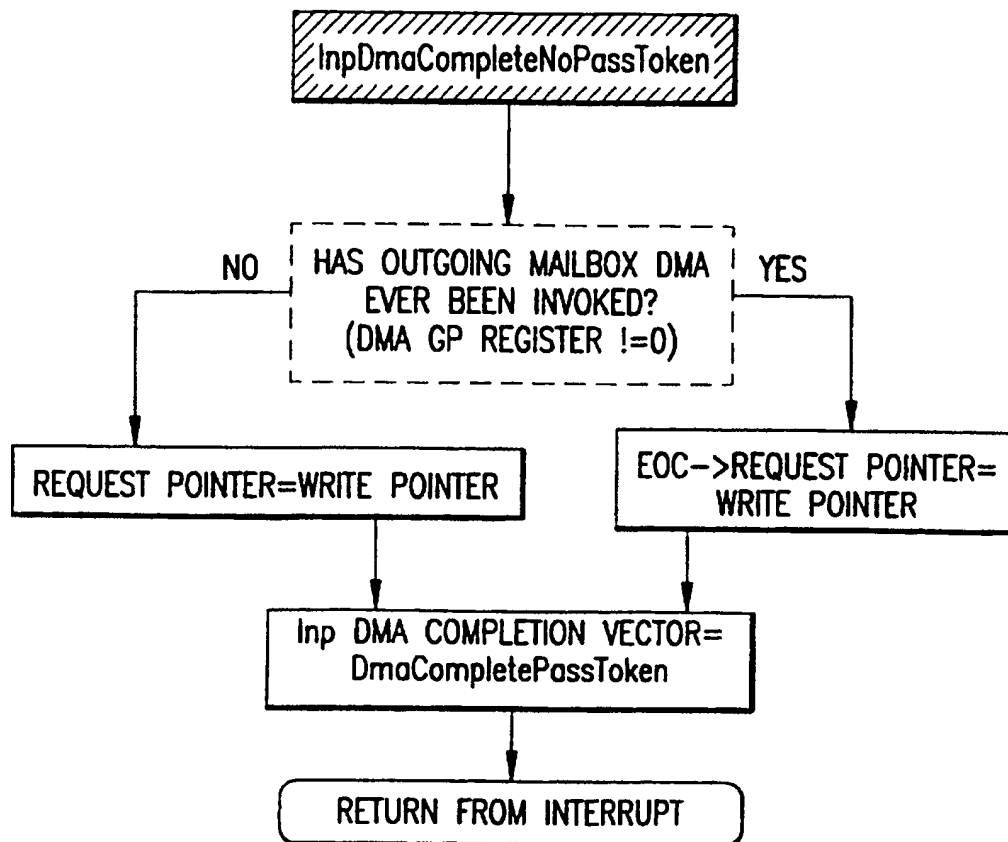 InpDmaCompleteNoPassToken
NO
HAS OUTGOING MAILBOX DMA
EVER BEEN INVOKED?
(DMA GP REGISTER !=0)
YES
REQUEST POINTER=WRITE POINTER
EOC->REQUEST POINTER=
WRITE POINTER
Inp DMA COMPLETION VECTOR=
DmaCompletePassToken
RETURN FROM INTERRUPT